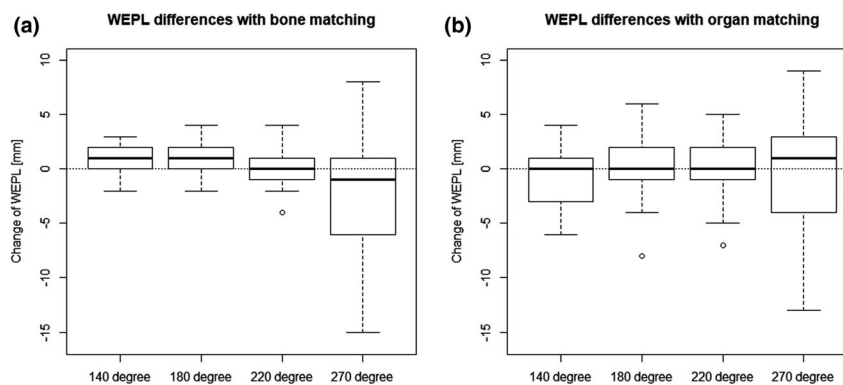 (a)
WEPL differences with bone matching
Change of WEPL [mm]
10
5
0
-5
-10
-15
140 degree 180 degree 220 degree 270 degree
(b)
WEPL differences with organ matching
Change of WEPL [mm]
10
5
0
-5
-10
-15
140 degree 180 degree 220 degree 270 degree